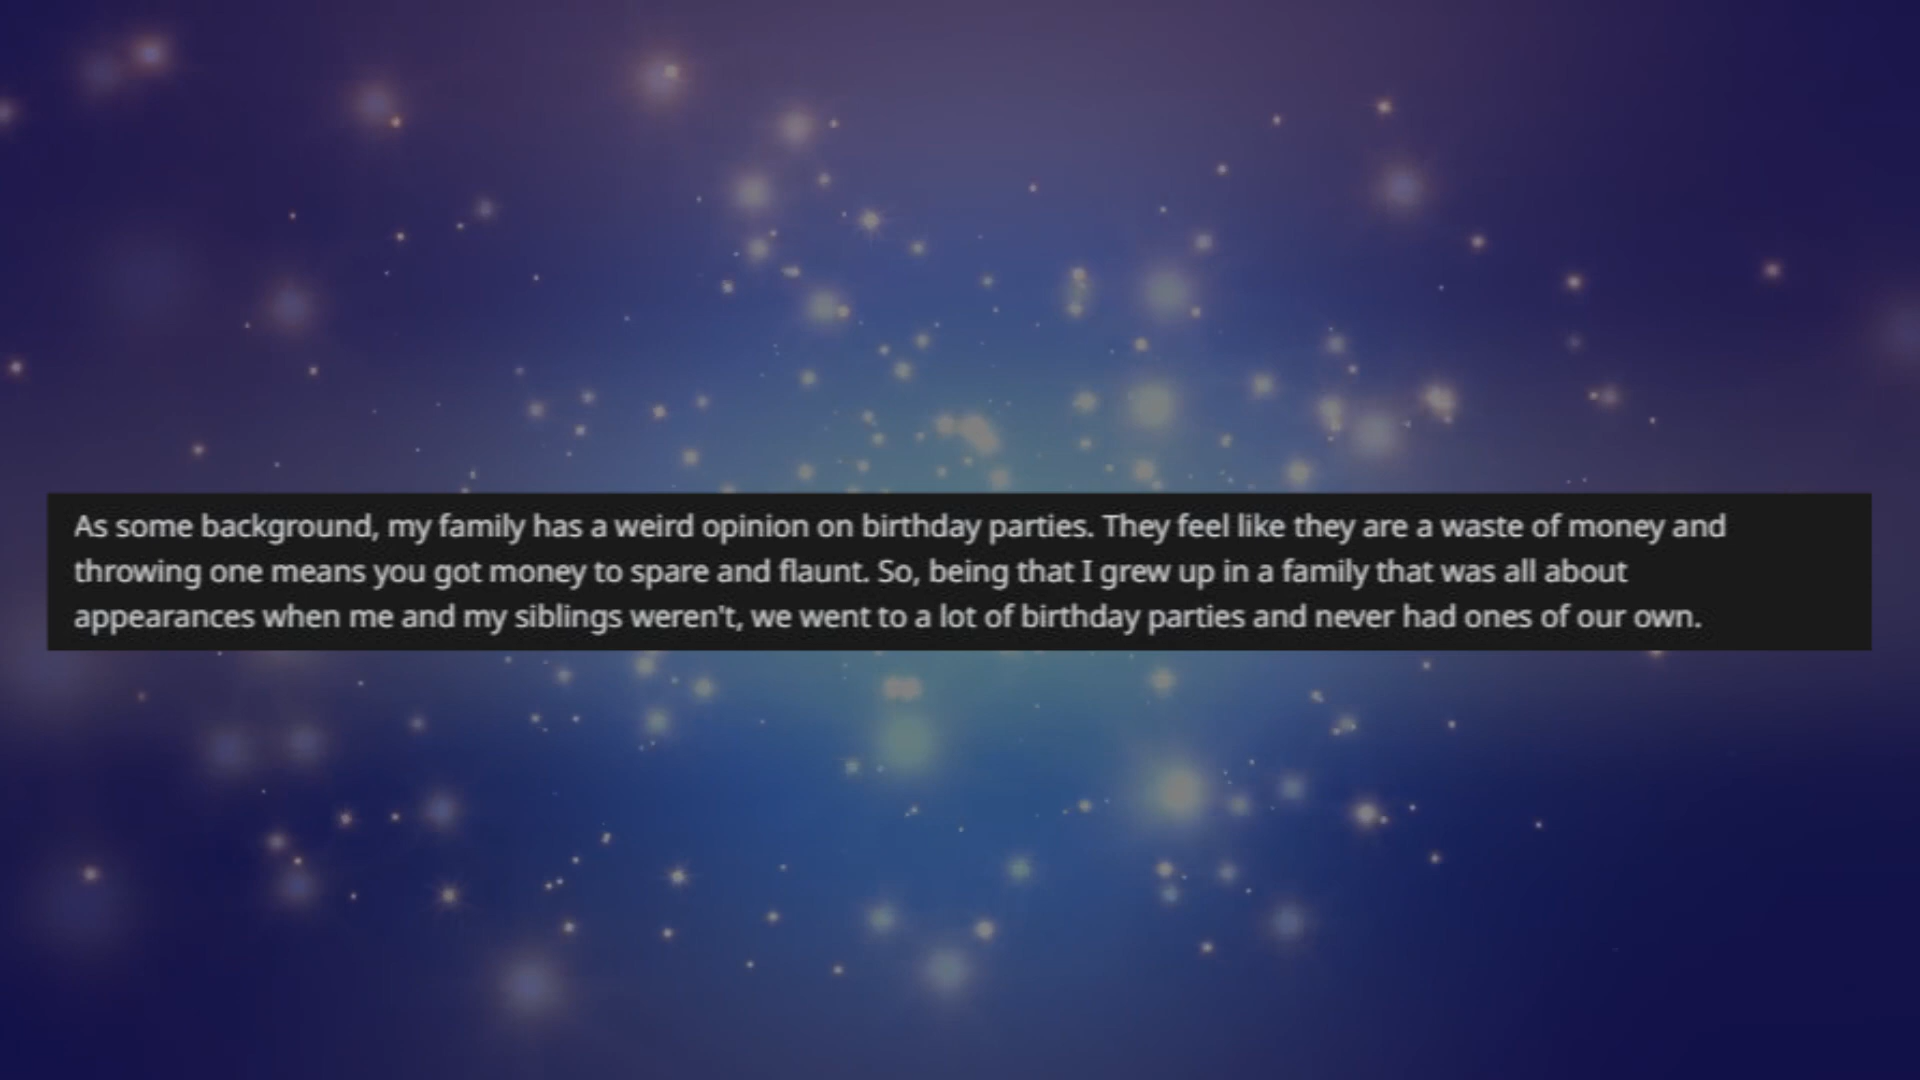 As some background, my family has a weird opinion on birthday parties. They feel like they are a waste of money and
throwing one means you got money to spare and flaunt. So, being that I grew up in a family that was all about
appearances when me and my siblings weren't, we went to a lot of birthday parties and never had ones of our own.